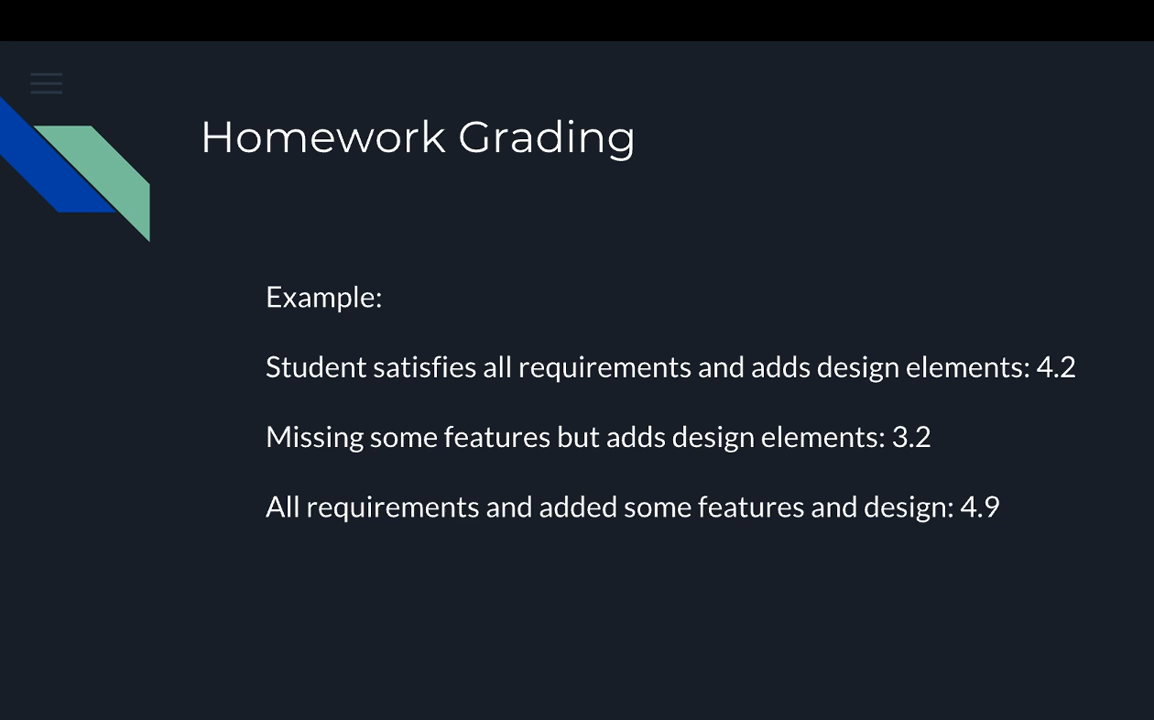 Homework Grading
Example:
Student satisfies all requirements and adds design elements: 4.2
Missing some features but adds design elements: 3.2
All requirements and added some features and design: 4.9